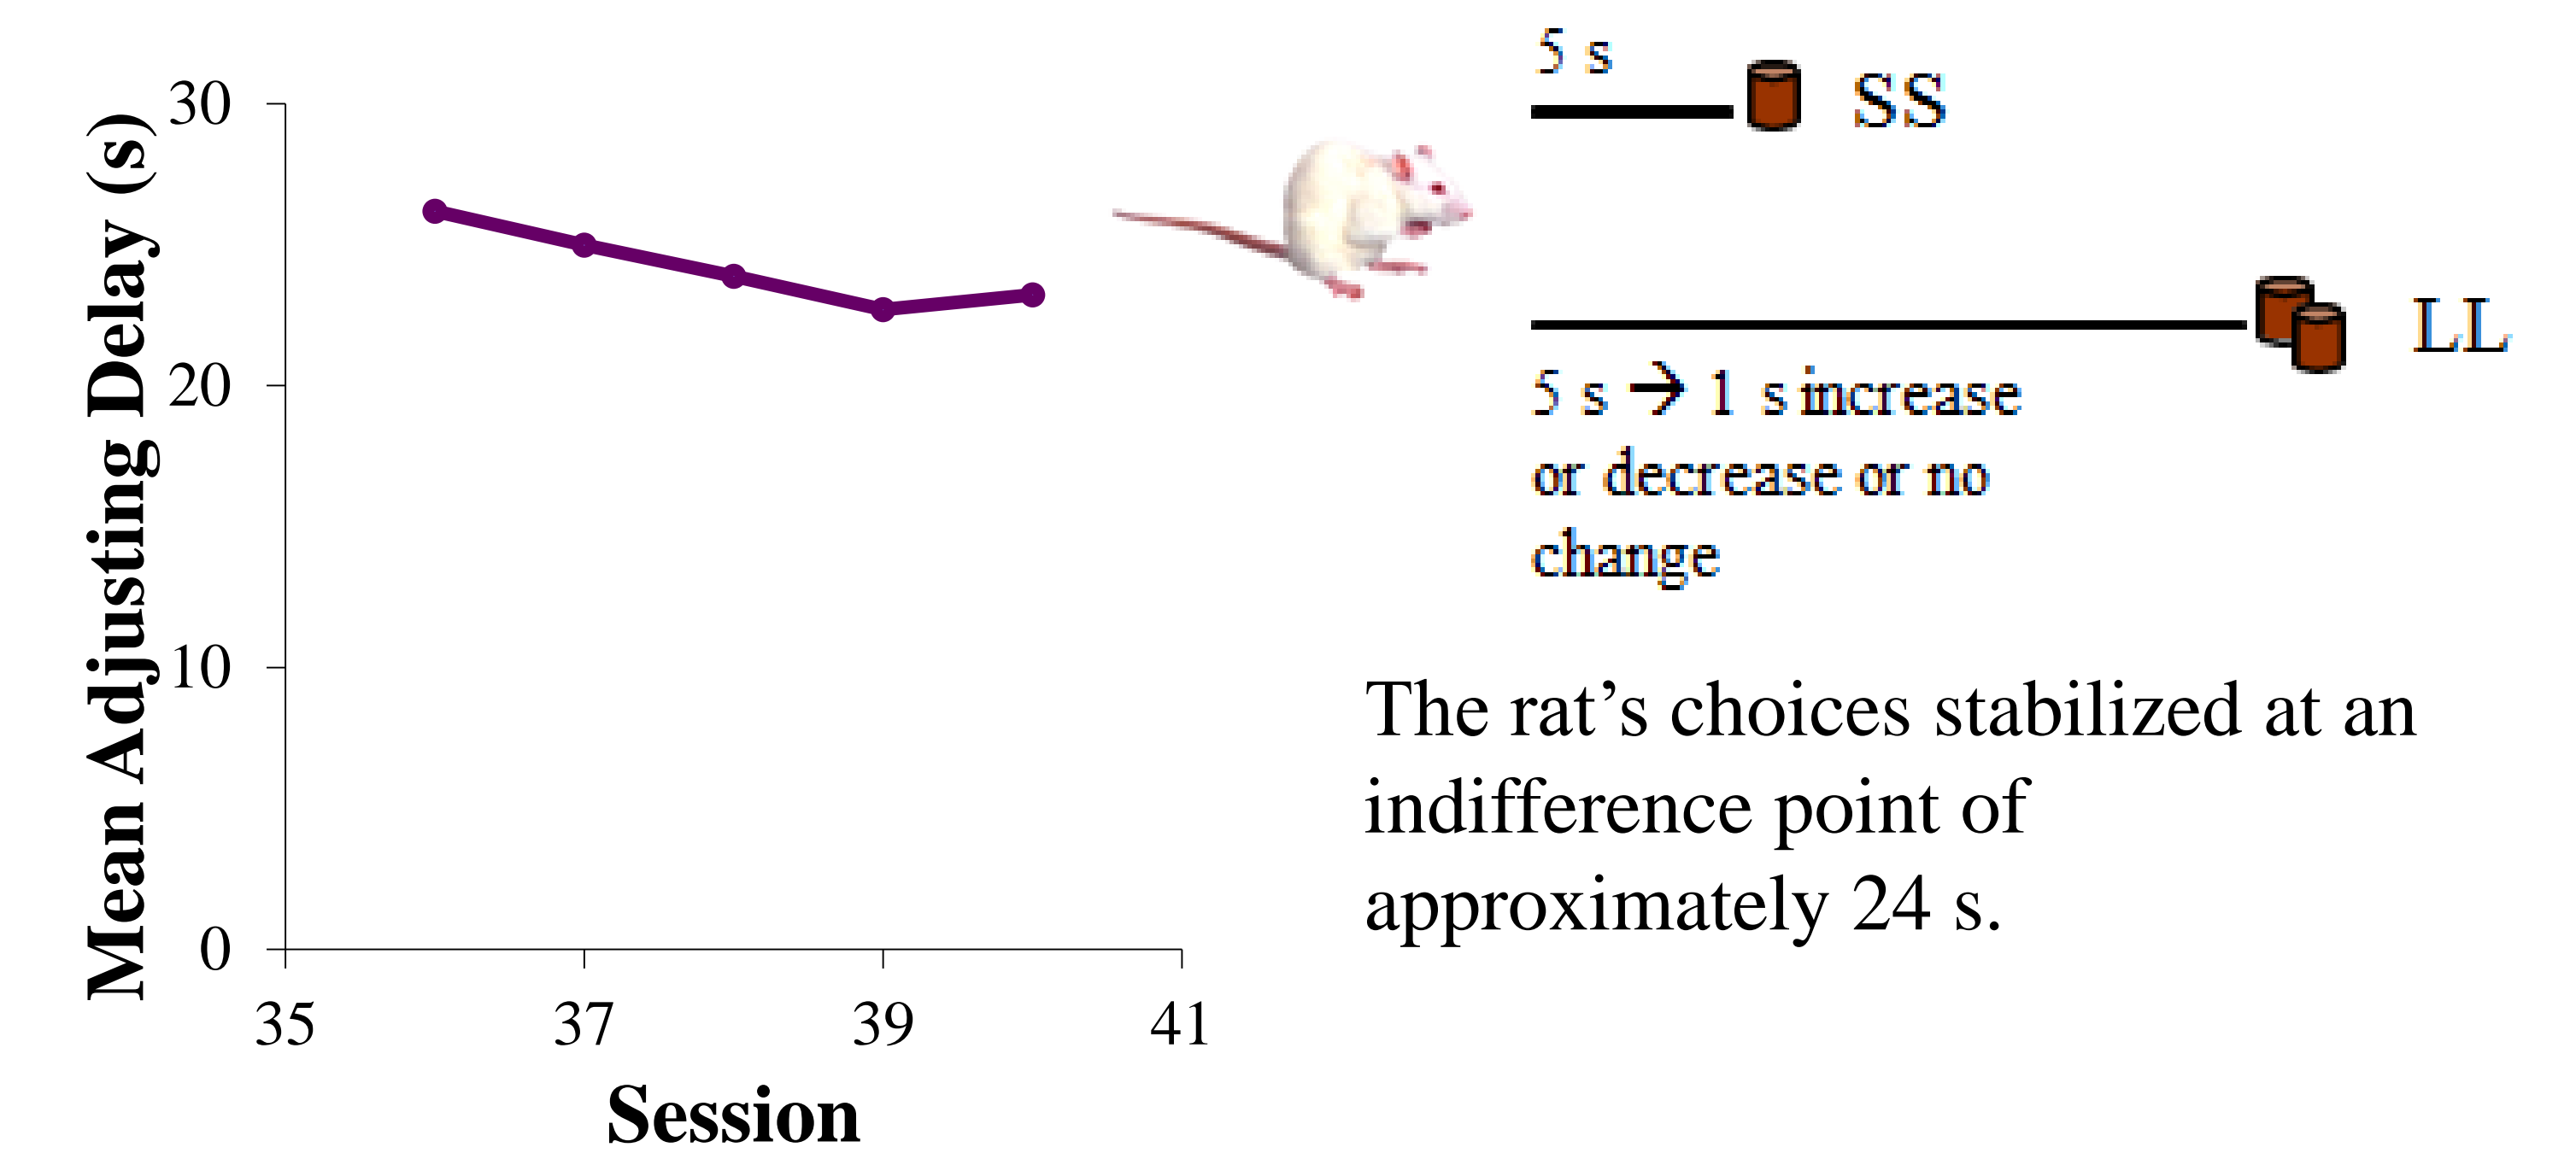 Mean Adjusting Delay (s)
30
20
10
0
35 37 39 41
Session
5 s
SS
LL
5 s → 1 s increase
or decrease or no
change
The rat’s choices stabilized at an
indifference point of
approximately 24 s.